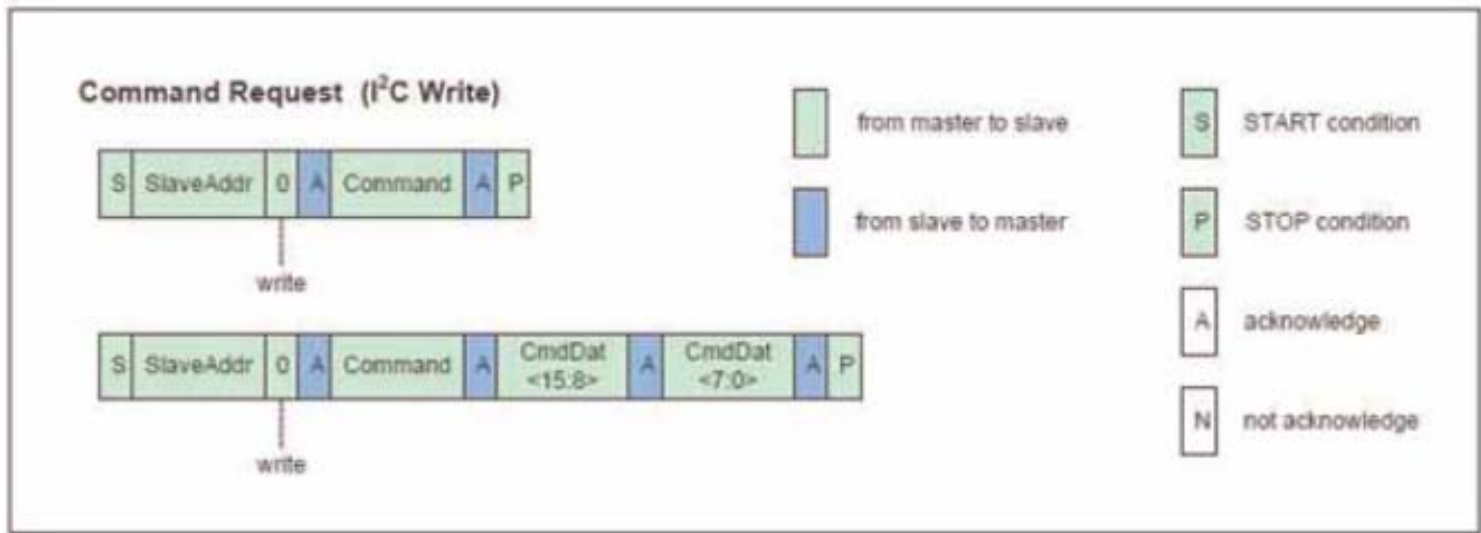 Command Request (I²C Write)
S SlaveAddr 0 A Command A P
write
S SlaveAddr 0 A Command A CmdDat <15:8> A CmdDat <7:0> A P
write
from master to slave
from slave to master
S START condition
P STOP condition
A acknowledge
N not acknowledge